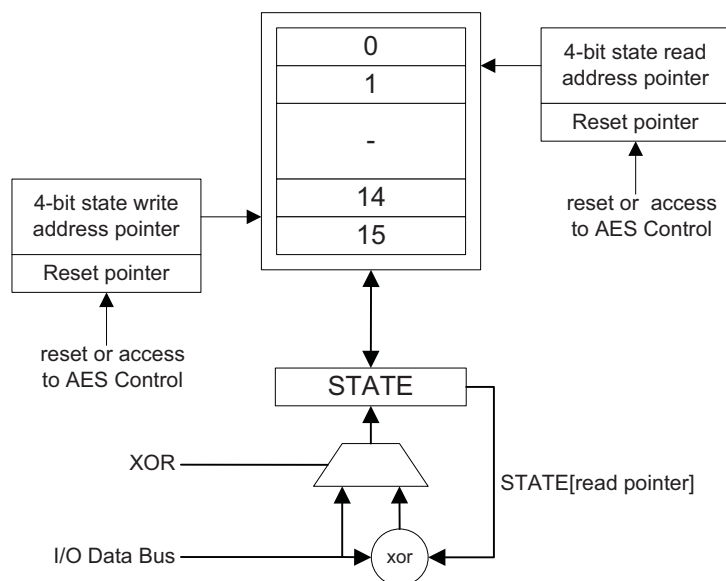 0
1
-
14
15
4-bit state read
address pointer
Reset pointer
reset or access
to AES Control
4-bit state write
address pointer
Reset pointer
reset or access
to AES Control
STATE
XOR
STATE[read pointer]
I/O Data Bus
xor